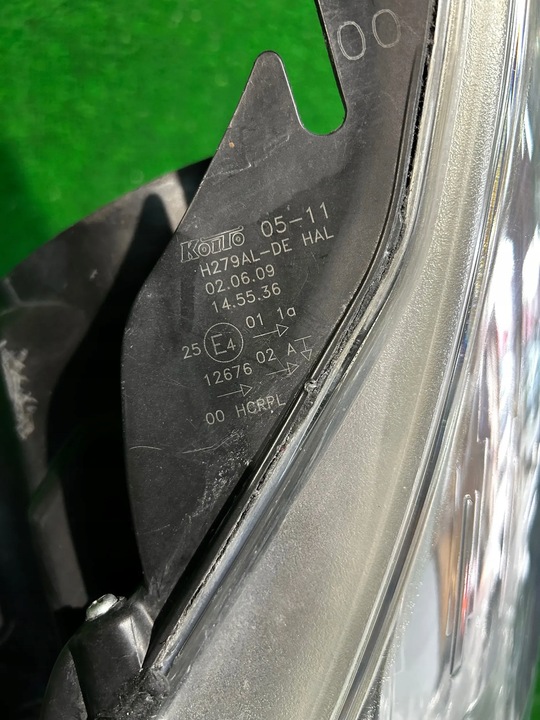 00
KOITO 05-11
H279AL-DE HAL
02.06.09
14.55.36
25 E4 01 1a
12676 02 A
00 HCRPL